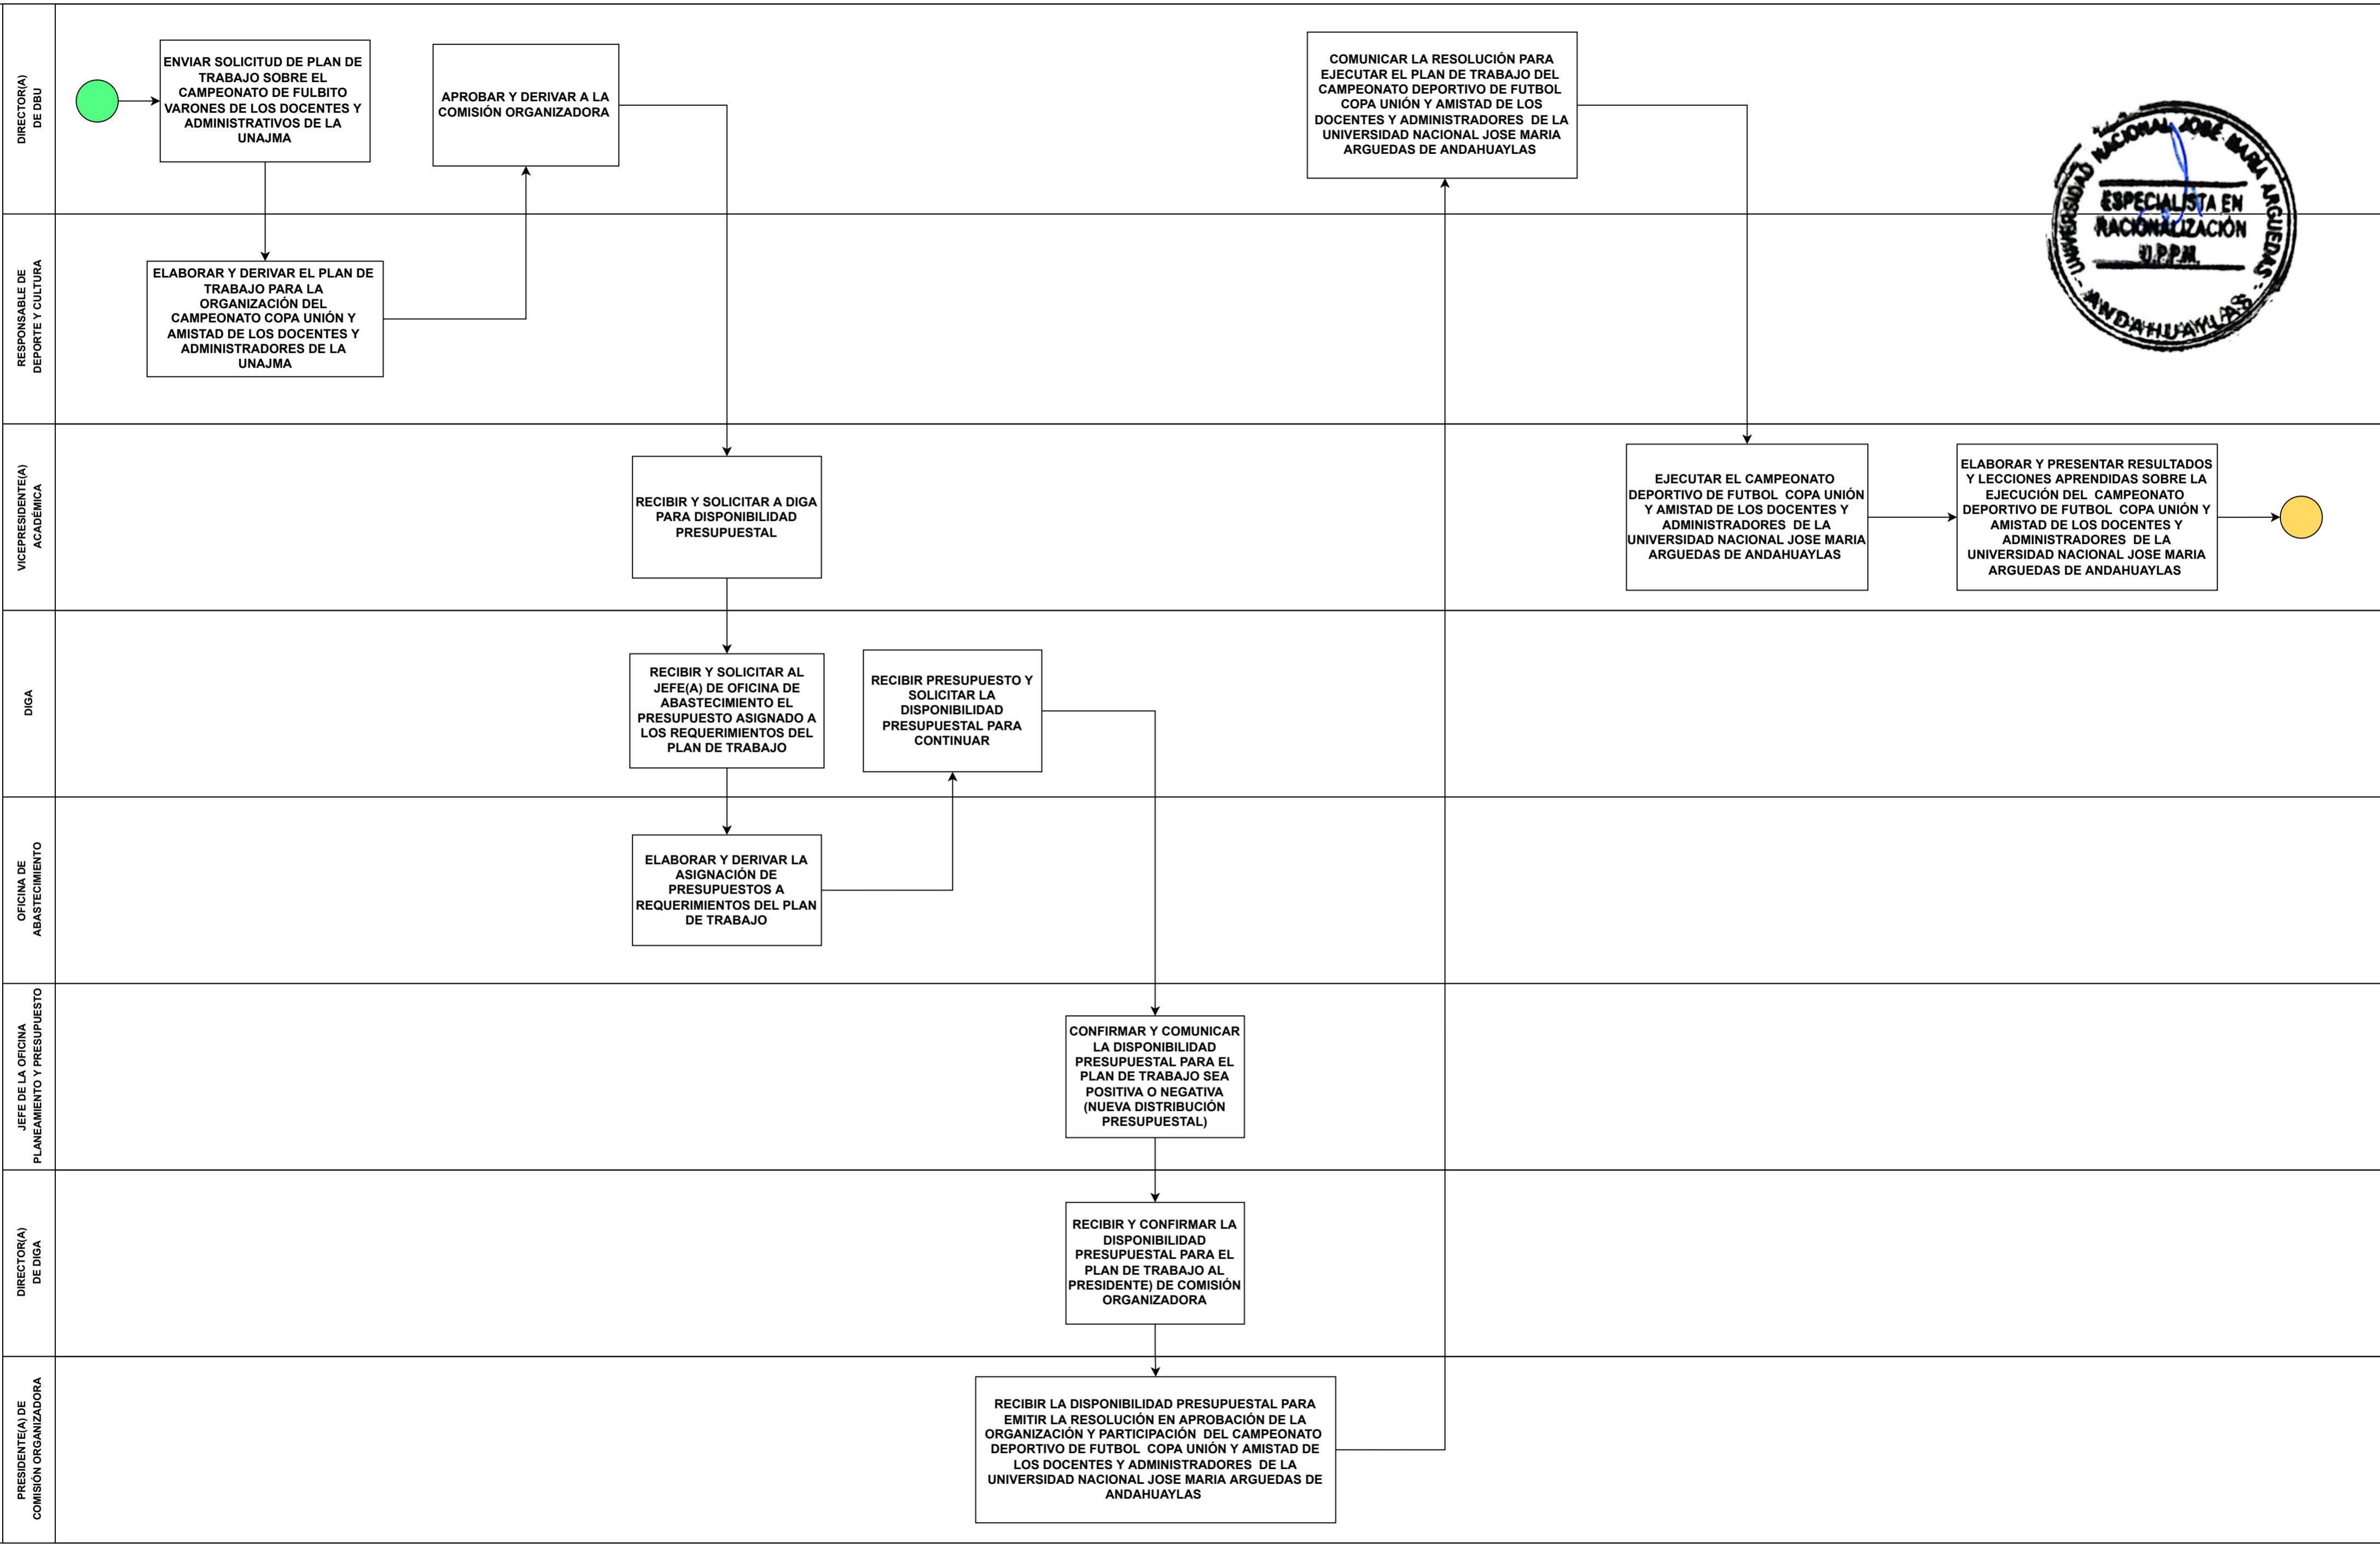 DIRECTOR(A)
DE DBU
ENVIAR SOLICITUD DE PLAN DE
TRABAJO SOBRE EL
CAMPEONATO DE FULBITO
VARONES DE LOS DOCENTES Y
ADMINISTRATIVOS DE LA
UNAJMA
APROBAR Y DERIVAR A LA
COMISIÓN ORGANIZADORA
COMUNICAR LA RESOLUCIÓN PARA
EJECUTAR EL PLAN DE TRABAJO DEL
CAMPEONATO DEPORTIVO DE FUTBOL
COPA UNIÓN Y AMISTAD DE LOS
DOCENTES Y ADMINISTRADORES DE LA
UNIVERSIDAD NACIONAL JOSE MARIA
ARGUEDAS DE ANDAHUAYLAS
UNIVERSIDAD NACIONAL JOSÉ MARÍA ARGUEDAS
ESPECIALISTA EN
RACIONALIZACIÓN
U.P.P.M.
- ANDAHUAYLAS -
RESPONSABLE DE
DEPORTE Y CULTURA
ELABORAR Y DERIVAR EL PLAN DE
TRABAJO PARA LA
ORGANIZACIÓN DEL
CAMPEONATO COPA UNIÓN Y
AMISTAD DE LOS DOCENTES Y
ADMINISTRADORES DE LA
UNAJMA
VICEPRESIDENTE(A)
ACADÉMICA
RECIBIR Y SOLICITAR A DIGA
PARA DISPONIBILIDAD
PRESUPUESTAL
EJECUTAR EL CAMPEONATO
DEPORTIVO DE FUTBOL COPA UNIÓN
Y AMISTAD DE LOS DOCENTES Y
ADMINISTRADORES DE LA
UNIVERSIDAD NACIONAL JOSE MARIA
ARGUEDAS DE ANDAHUAYLAS
ELABORAR Y PRESENTAR RESULTADOS
Y LECCIONES APRENDIDAS SOBRE LA
EJECUCIÓN DEL CAMPEONATO
DEPORTIVO DE FUTBOL COPA UNIÓN Y
AMISTAD DE LOS DOCENTES Y
ADMINISTRADORES DE LA
UNIVERSIDAD NACIONAL JOSE MARIA
ARGUEDAS DE ANDAHUAYLAS
DIGA
RECIBIR Y SOLICITAR AL
JEFE(A) DE OFICINA DE
ABASTECIMIENTO EL
PRESUPUESTO ASIGNADO A
LOS REQUERIMIENTOS DEL
PLAN DE TRABAJO
RECIBIR PRESUPUESTO Y
SOLICITAR LA
DISPONIBILIDAD
PRESUPUESTAL PARA
CONTINUAR
OFICINA DE
ABASTECIMIENTO
ELABORAR Y DERIVAR LA
ASIGNACIÓN DE
PRESUPUESTOS A
REQUERIMIENTOS DEL PLAN
DE TRABAJO
JEFE DE LA OFICINA
PLANEAMIENTO Y PRESUPUESTO
CONFIRMAR Y COMUNICAR
LA DISPONIBILIDAD
PRESUPUESTAL PARA EL
PLAN DE TRABAJO SEA
POSITIVA O NEGATIVA
(NUEVA DISTRIBUCIÓN
PRESUPUESTAL)
DIRECTOR(A)
DE DIGA
RECIBIR Y CONFIRMAR LA
DISPONIBILIDAD
PRESUPUESTAL PARA EL
PLAN DE TRABAJO AL
PRESIDENTE) DE COMISIÓN
ORGANIZADORA
PRESIDENTE(A) DE
COMISIÓN ORGANIZADORA
RECIBIR LA DISPONIBILIDAD PRESUPUESTAL PARA
EMITIR LA RESOLUCIÓN EN APROBACIÓN DE LA
ORGANIZACIÓN Y PARTICIPACIÓN DEL CAMPEONATO
DEPORTIVO DE FUTBOL COPA UNIÓN Y AMISTAD DE
LOS DOCENTES Y ADMINISTRADORES DE LA
UNIVERSIDAD NACIONAL JOSE MARIA ARGUEDAS DE
ANDAHUAYLAS